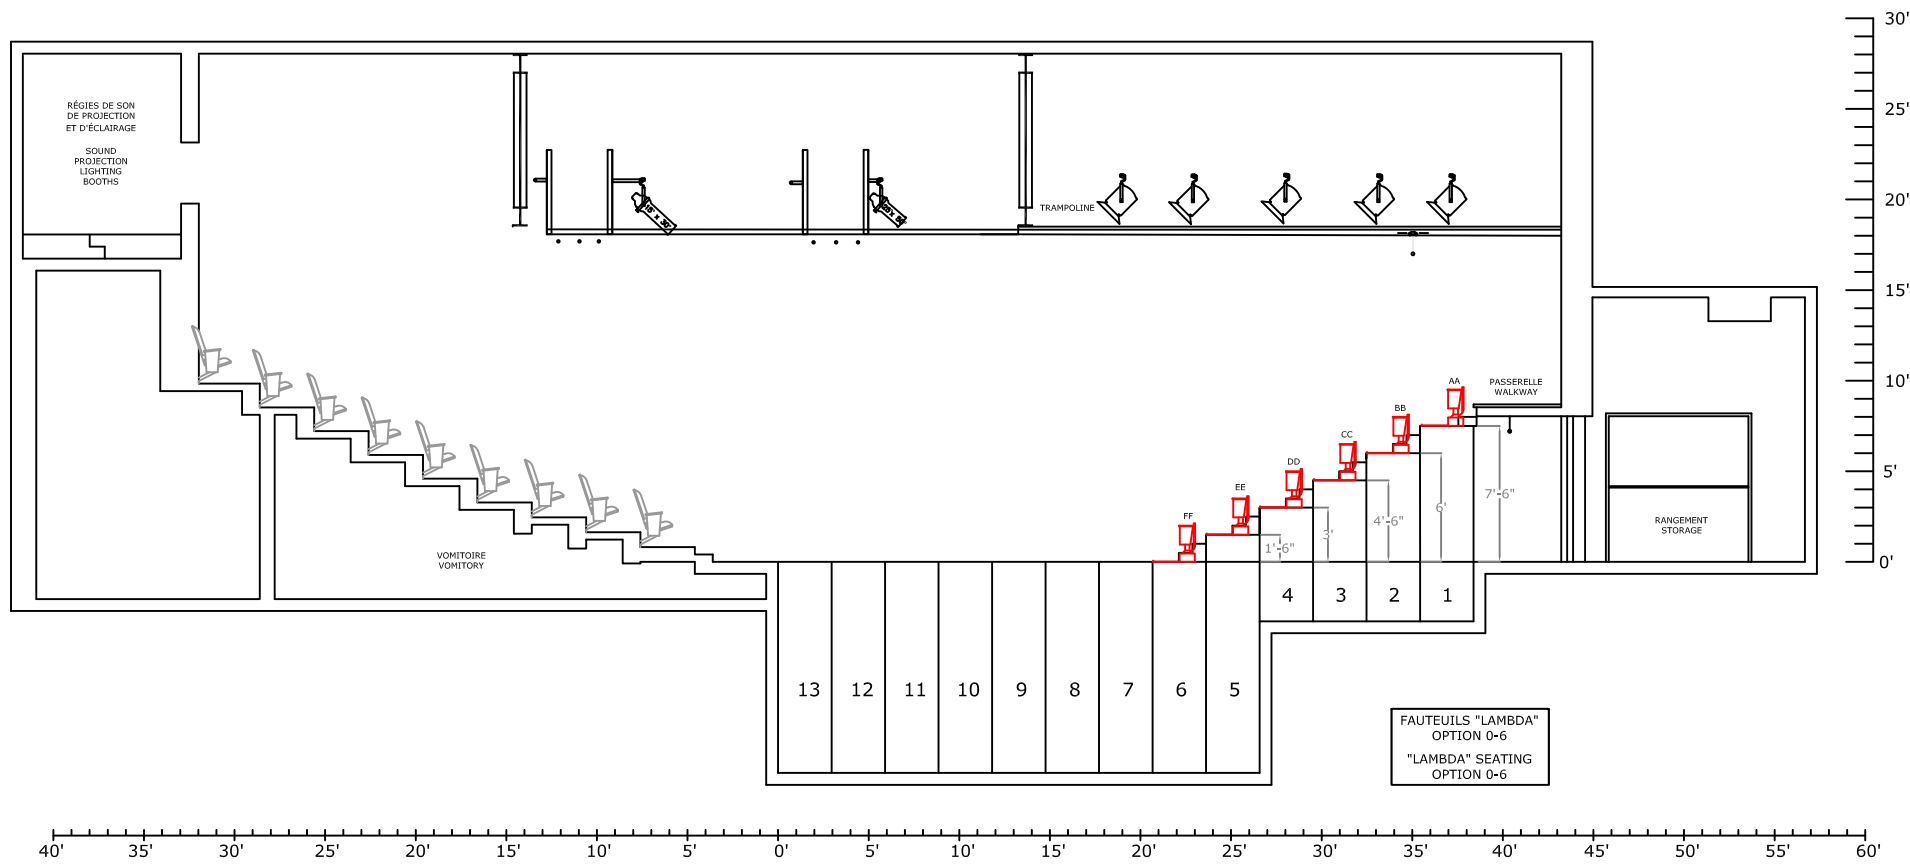 30'
25'
20'
15'
10'
5'
0'
RÉGIES DE SON
DE PROJECTION
ET D'ÉCLAIRAGE
SOUND
PROJECTION
LIGHTING
BOOTHS
15° x 30°
25 x 50
TRAMPOLINE
PASSERELLE
WALKWAY
AA
BB
CC
DD
EE
FF
7'-6"
6'
4'-6"
3'
1'-6"
RANGEMENT
STORAGE
VOMITOIRE
VOMITORY
4
3
2
1
13
12
11
10
9
8
7
6
5
FAUTEUILS "LAMBDA"
OPTION 0-6
"LAMBDA" SEATING
OPTION 0-6
40' 35' 30' 25' 20' 15' 10' 5' 0' 5' 10' 15' 20' 25' 30' 35' 40' 45' 50' 55' 60'